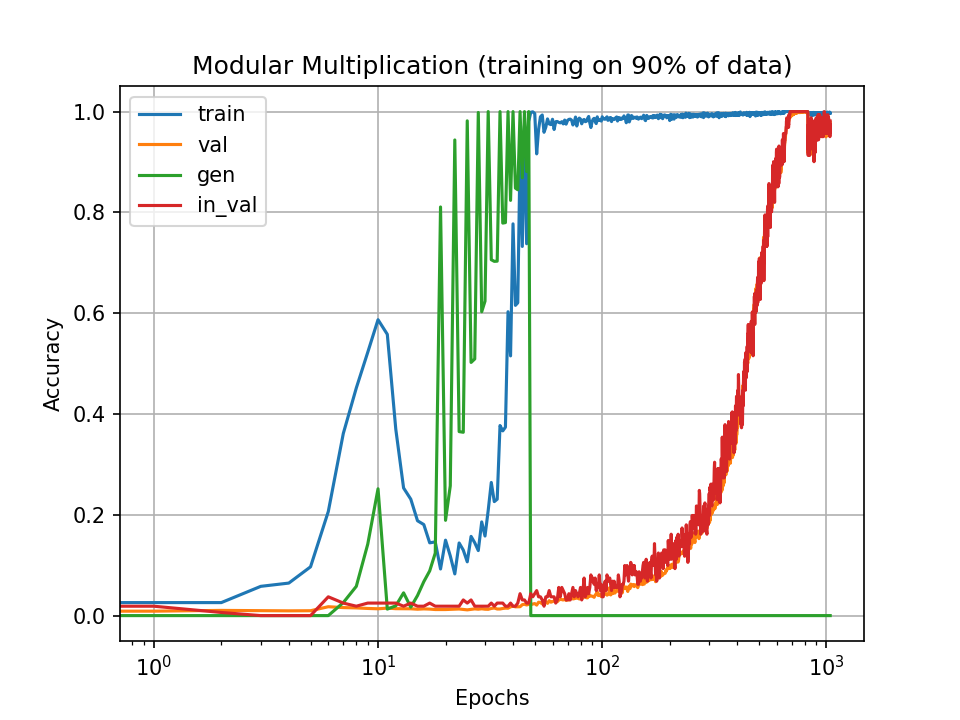 Modular Multiplication (training on 90% of data)
train
val
gen
in_val
1.0
0.8
0.6
0.4
0.2
0.0
Accuracy
10⁰
10¹
10²
10³
Epochs